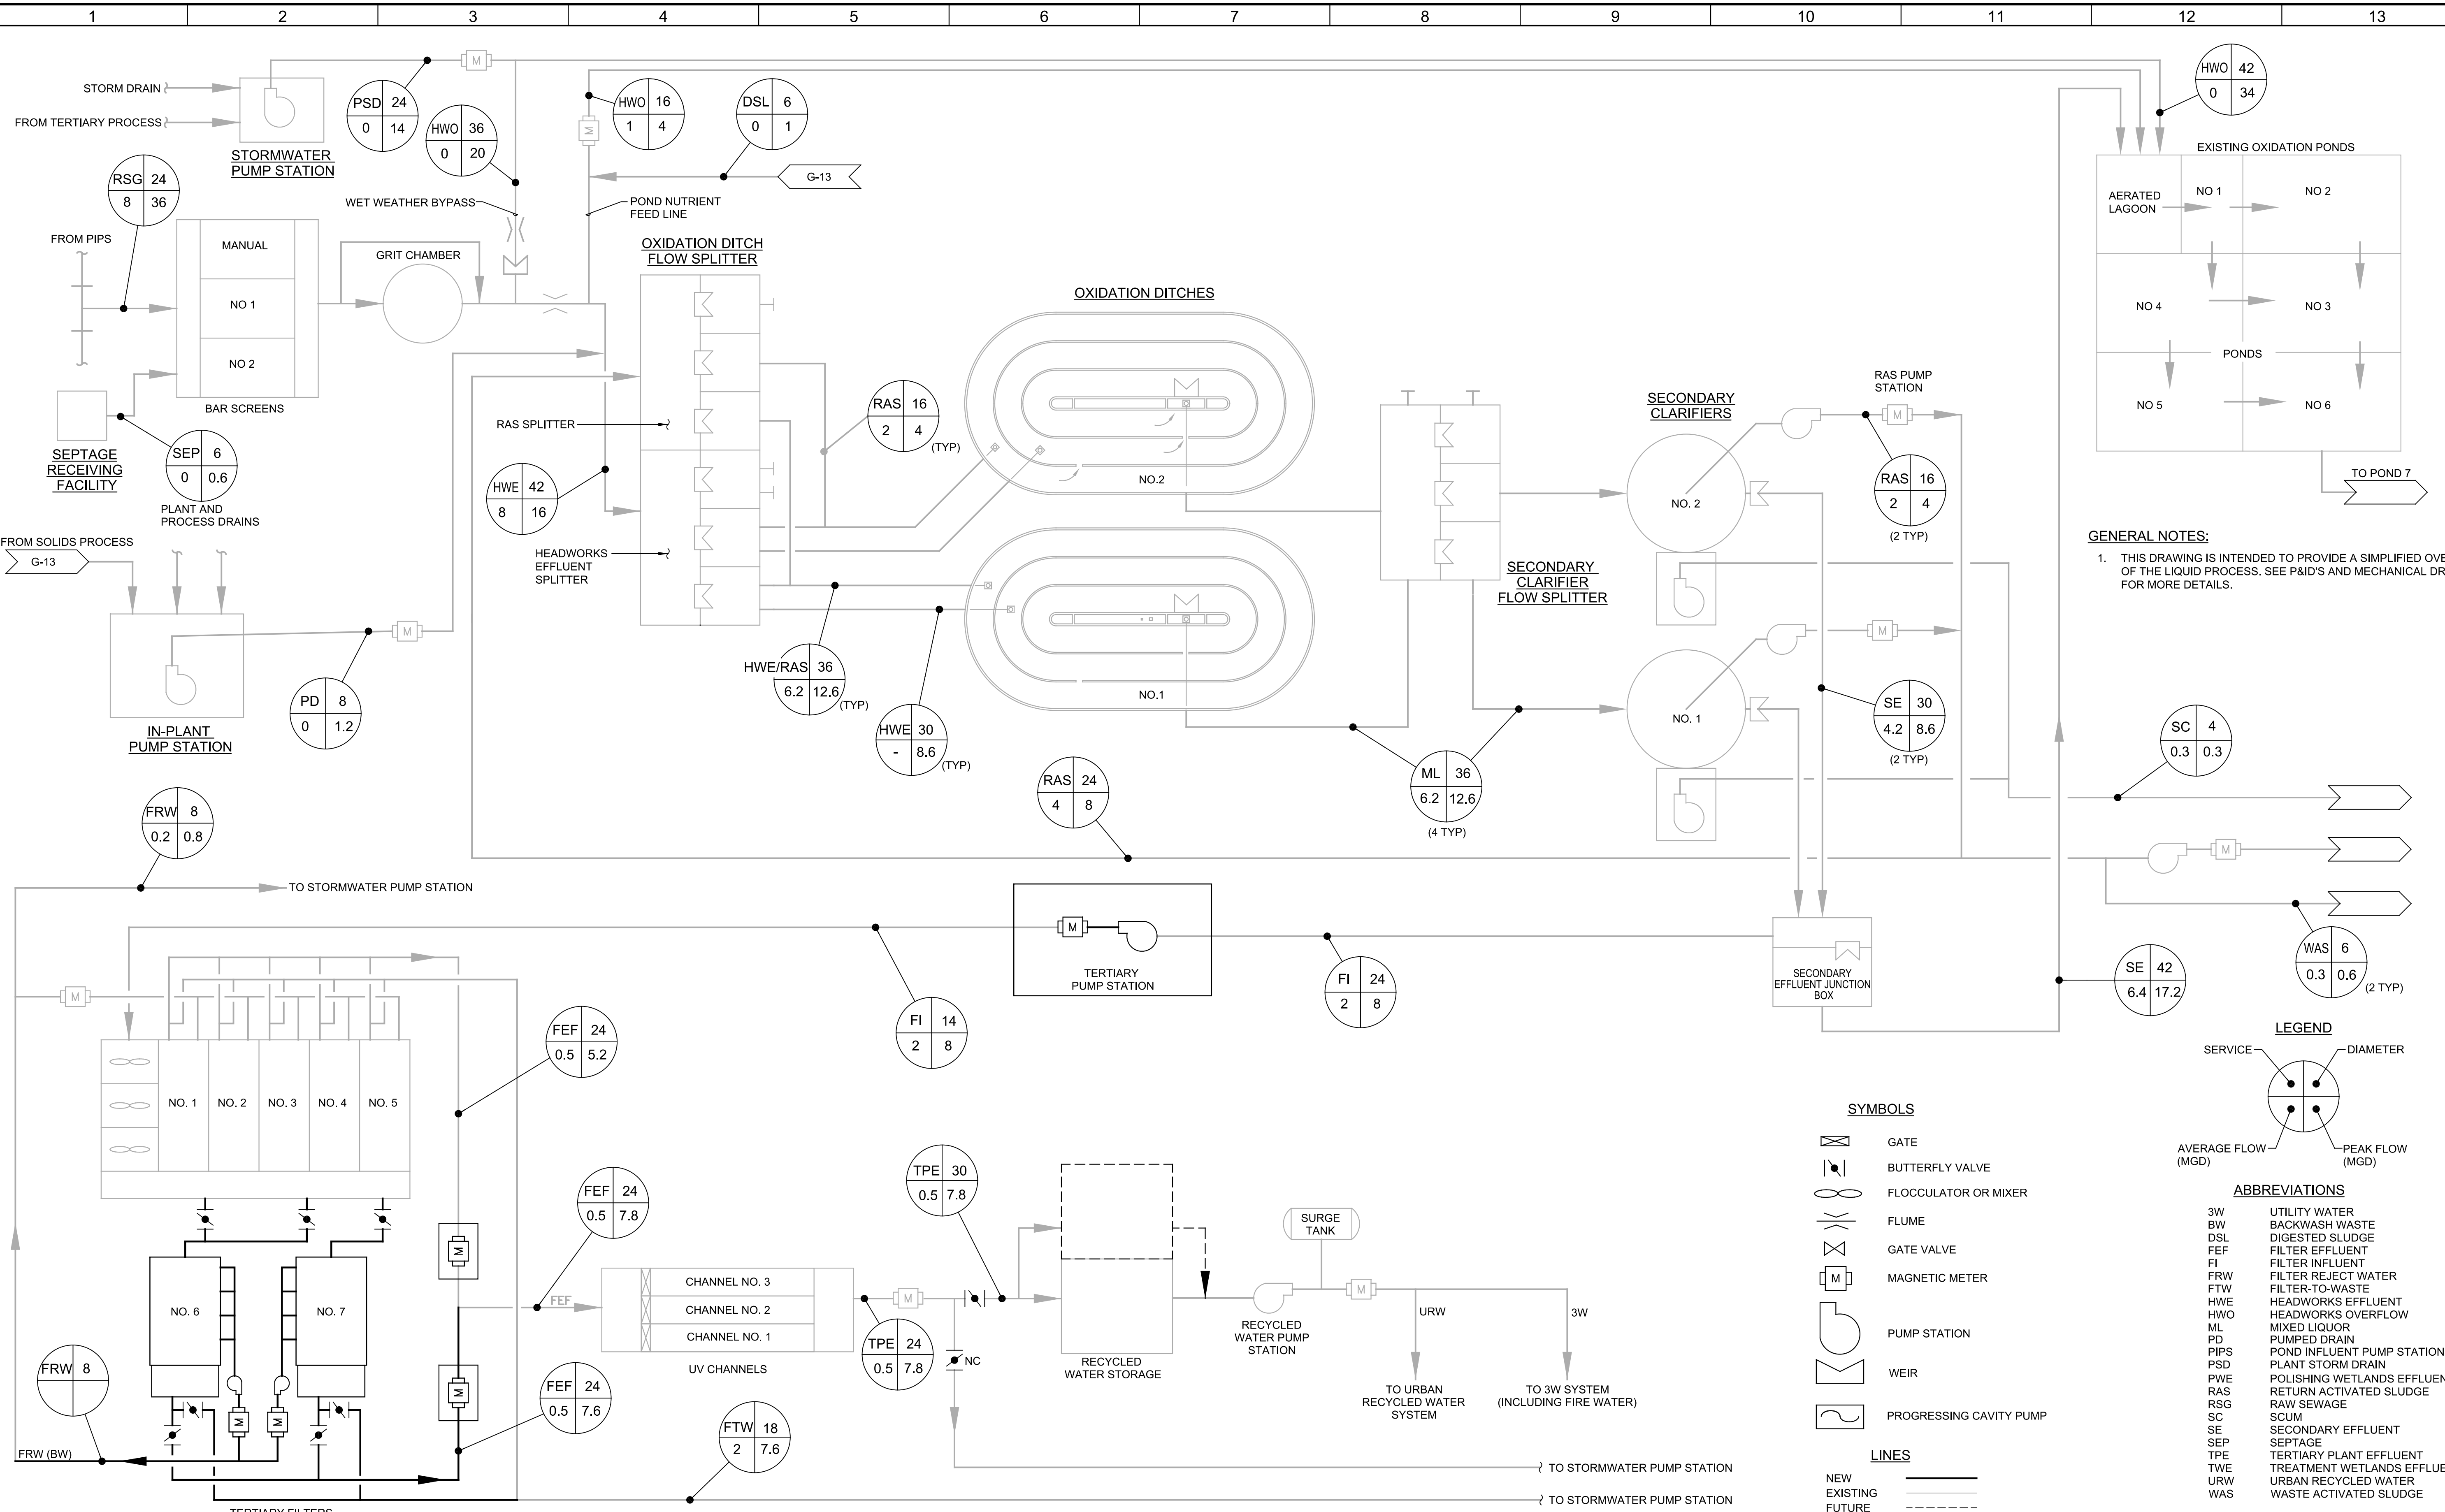 1 2 3 4 5 6 7 8 9 10 11 12 13
STORM DRAIN
FROM TERTIARY PROCESS
STORMWATER
PUMP STATION
M
PSD 24
0 14
HWO 36
0 20
M
HWO 16
1 4
DSL 6
0 1
G-13
HWO 42
0 34
RSG 24
8 36
FROM PIPS
WET WEATHER BYPASS
POND NUTRIENT
FEED LINE
MANUAL
NO 1
NO 2
BAR SCREENS
GRIT CHAMBER
OXIDATION DITCH
FLOW SPLITTER
RAS SPLITTER
HEADWORKS
EFFLUENT
SPLITTER
SEPTAGE
RECEIVING
FACILITY
SEP 6
0 0.6
HWE 42
8 16
PLANT AND
PROCESS DRAINS
FROM SOLIDS PROCESS
G-13
IN-PLANT
PUMP STATION
PD 8
0 1.2
M
OXIDATION DITCHES
RAS 16
2 4
(TYP)
NO.2
NO.1
HWE/RAS 36
6.2 12.6
(TYP)
HWE 30
- 8.6
(TYP)
RAS 24
4 8
ML 36
6.2 12.6
(4 TYP)
SECONDARY
CLARIFIER
FLOW SPLITTER
SECONDARY
CLARIFIERS
NO. 2
NO. 1
RAS PUMP
STATION
M
RAS 16
2 4
(2 TYP)
M
SE 30
4.2 8.6
(2 TYP)
EXISTING OXIDATION PONDS
AERATED
LAGOON
NO 1
NO 2
NO 4
NO 3
PONDS
NO 5
NO 6
TO POND 7
GENERAL NOTES:
1. THIS DRAWING IS INTENDED TO PROVIDE A SIMPLIFIED OVE
OF THE LIQUID PROCESS. SEE P&ID'S AND MECHANICAL DR
FOR MORE DETAILS.
SC 4
0.3 0.3
M
WAS 6
0.3 0.6
(2 TYP)
SE 42
6.4 17.2
SECONDARY
EFFLUENT JUNCTION
BOX
FRW 8
0.2 0.8
TO STORMWATER PUMP STATION
M
TERTIARY
PUMP STATION
FI 24
2 8
FI 14
2 8
M
FEF 24
0.5 5.2
NO. 1 NO. 2 NO. 3 NO. 4 NO. 5
NO. 6
NO. 7
M
M
M
M
FRW 8
FRW (BW)
TERTIARY FILTERS
FEF 24
0.5 7.8
FEF
FEF 24
0.5 7.6
FTW 18
2 7.6
CHANNEL NO. 3
CHANNEL NO. 2
CHANNEL NO. 1
UV CHANNELS
M
TPE 30
0.5 7.8
TPE 24
0.5 7.8
NC
RECYCLED
WATER STORAGE
SURGE
TANK
RECYCLED
WATER PUMP
STATION
M
URW
3W
TO URBAN
RECYCLED WATER
SYSTEM
TO 3W SYSTEM
(INCLUDING FIRE WATER)
TO STORMWATER PUMP STATION
TO STORMWATER PUMP STATION
SYMBOLS
GATE
BUTTERFLY VALVE
FLOCCULATOR OR MIXER
FLUME
GATE VALVE
M MAGNETIC METER
PUMP STATION
WEIR
PROGRESSING CAVITY PUMP
LINES
NEW
EXISTING
FUTURE
LEGEND
SERVICE
DIAMETER
AVERAGE FLOW
(MGD)
PEAK FLOW
(MGD)
ABBREVIATIONS
3W UTILITY WATER
BW BACKWASH WASTE
DSL DIGESTED SLUDGE
FEF FILTER EFFLUENT
FI FILTER INFLUENT
FRW FILTER REJECT WATER
FTW FILTER-TO-WASTE
HWE HEADWORKS EFFLUENT
HWO HEADWORKS OVERFLOW
ML MIXED LIQUOR
PD PUMPED DRAIN
PIPS POND INFLUENT PUMP STATION
PSD PLANT STORM DRAIN
PWE POLISHING WETLANDS EFFLUEN
RAS RETURN ACTIVATED SLUDGE
RSG RAW SEWAGE
SC SCUM
SE SECONDARY EFFLUENT
SEP SEPTAGE
TPE TERTIARY PLANT EFFLUENT
TWE TREATMENT WETLANDS EFFLUE
URW URBAN RECYCLED WATER
WAS WASTE ACTIVATED SLUDGE